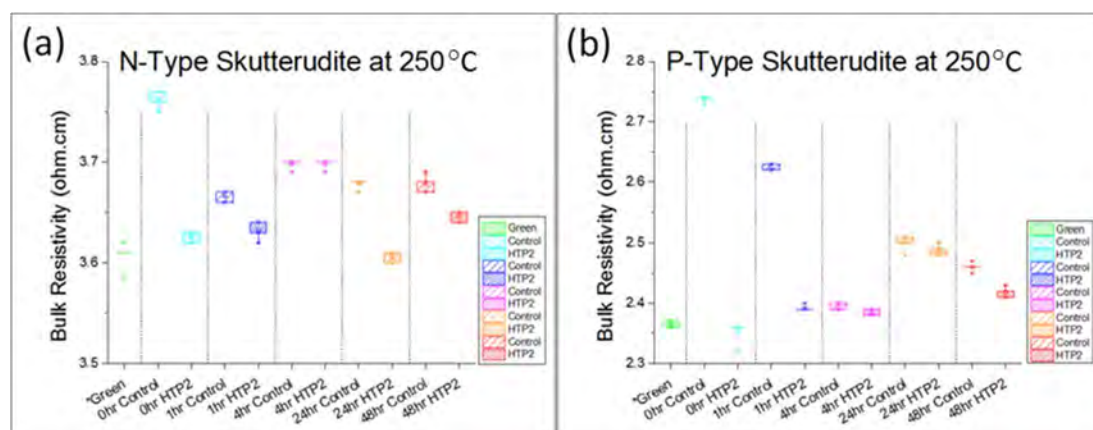 (a)
N-Type Skutterudite at 250°C
Bulk Resistivity (ohm.cm)
3.8
3.7
3.6
3.5
*Green
0hr Control
0hr HTP2
1hr Control
1hr HTP2
4hr Control
4hr HTP2
24hr Control
24hr HTP2
48hr Control
48hr HTP2
Green
Control
HTP2
Control
HTP2
Control
HTP2
Control
HTP2
Control
HTP2
(b)
P-Type Skutterudite at 250°C
Bulk Resistivity (ohm.cm)
2.8
2.7
2.6
2.5
2.4
2.3
*Green
0hr Control
0hr HTP2
1hr Control
1hr HTP2
4hr Control
4hr HTP2
24hr Control
24hr HTP2
48hr Control
48hr HTP2
Green
Control
HTP2
Control
HTP2
Control
HTP2
Control
HTP2
Control
HTP2